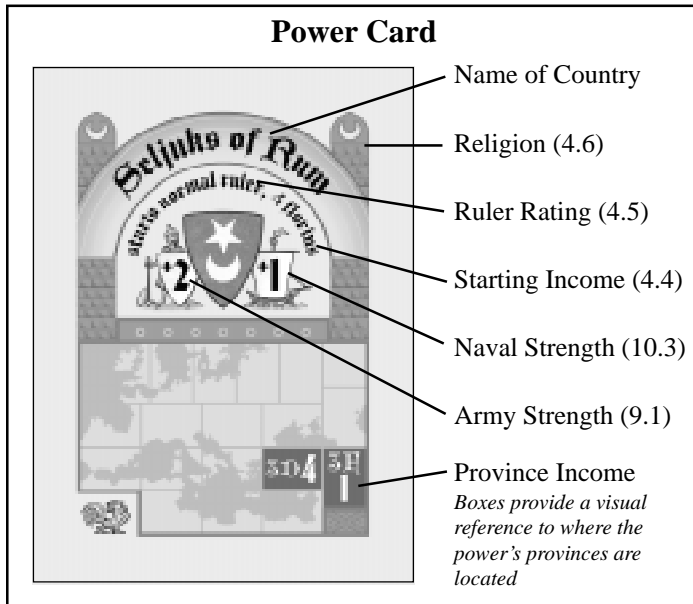 Power Card
Name of Country
Seljuks of Rum
Religion (4.6)
starts normal ruler, 4 florins
Ruler Rating (4.5)
+2
+1
Starting Income (4.4)
Naval Strength (10.3)
Army Strength (9.1)
3D4
3E
1
Province Income
Boxes provide a visual
reference to where the
power's provinces are
located